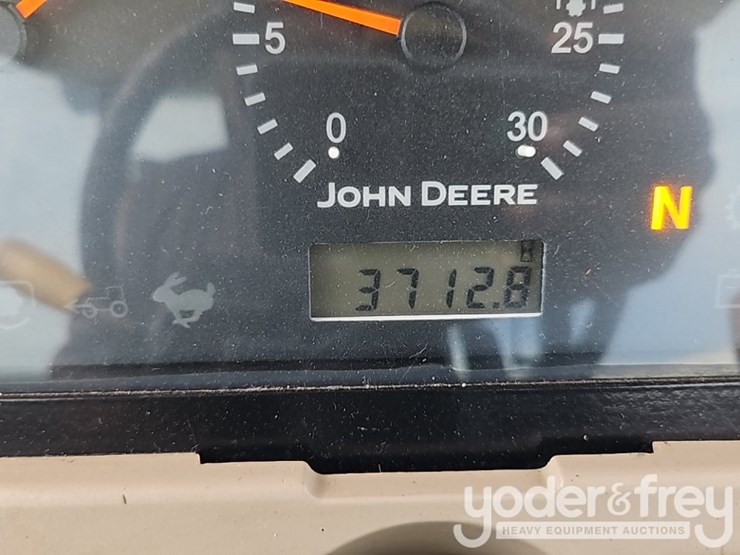 5 25
0 30
JOHN DEERE
N
H
3712.8
yoder&frey
HEAVY EQUIPMENT AUCTIONS